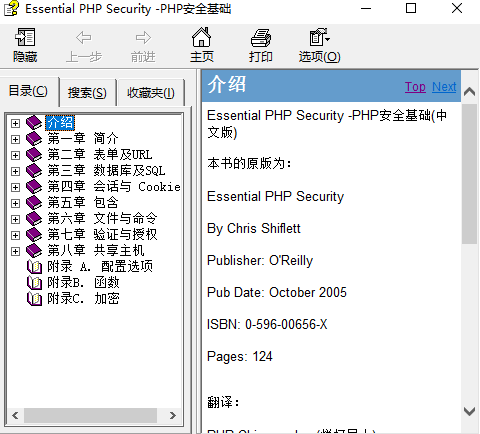 Essential PHP Security -PHP安全基础
隐藏 上一步 前进 主页 打印 选项(O)
目录(C) 搜索(S) 收藏夹(I)
介绍
第一章 简介
第二章 表单及URL
第三章 数据库及SQL
第四章 会话与 Cookie
第五章 包含
第六章 文件与命令
第七章 验证与授权
第八章 共享主机
附录 A. 配置选项
附录B. 函数
附录C. 加密
介绍 Top Next
Essential PHP Security -PHP安全基础(中
文版)
本书的原版为：
Essential PHP Security
By Chris Shiflett
Publisher: O'Reilly
Pub Date: October 2005
ISBN: 0-596-00656-X
Pages: 124
翻译：